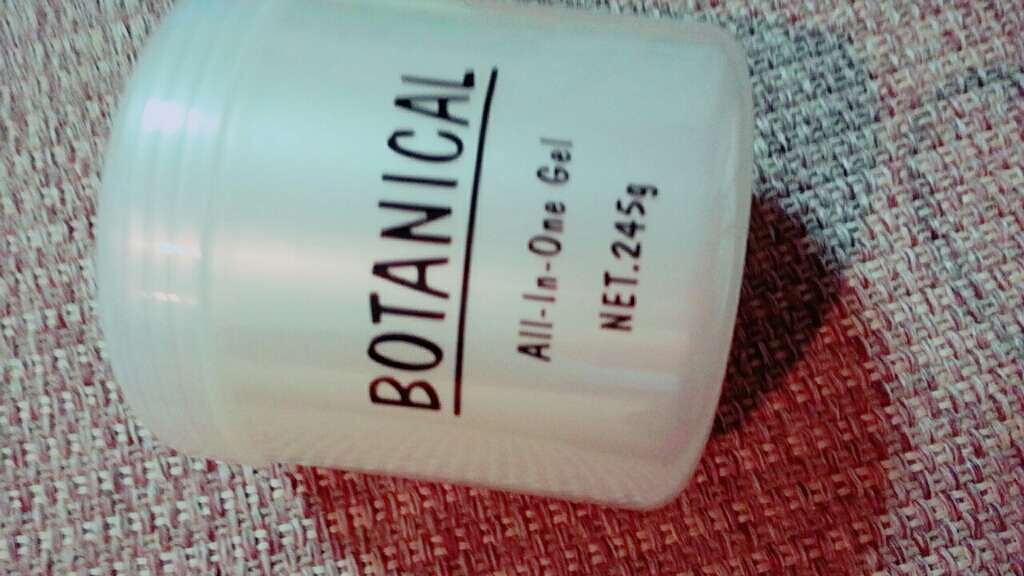 BOTANICAL
All-In-One Gel
NET.245g